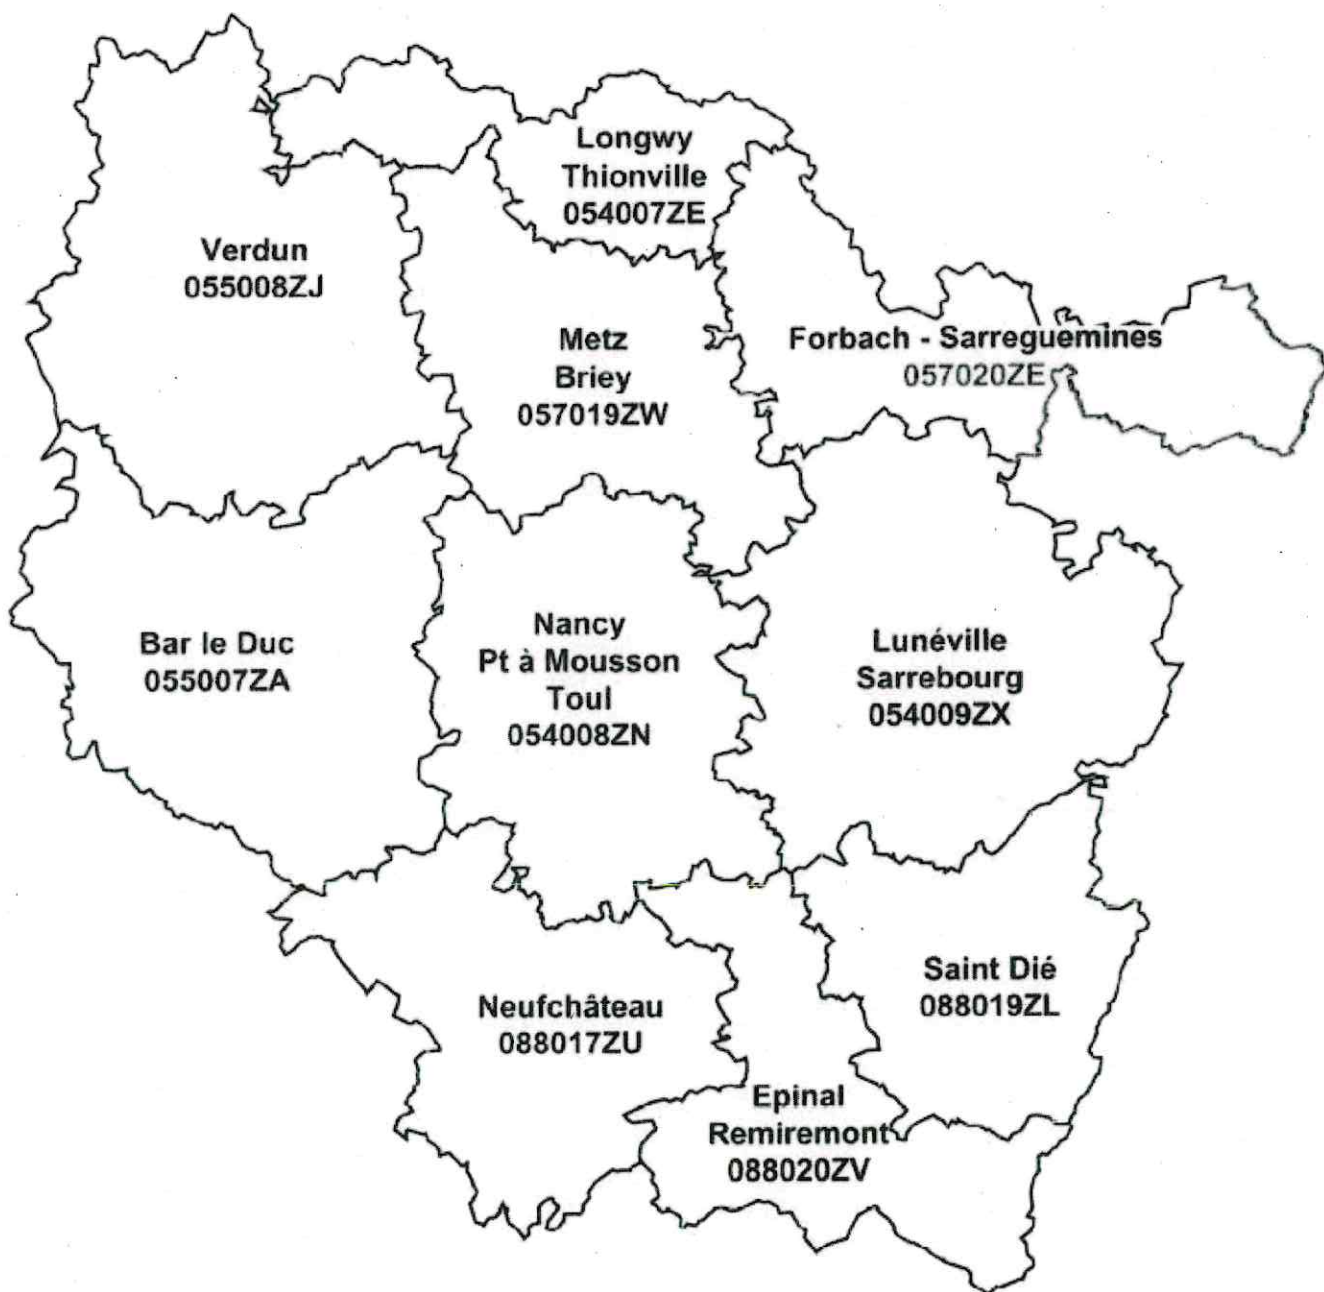 Longwy
Thionville
054007ZE
Verdun
055008ZJ
Metz
Briey
057019ZW
Forbach - Sarreguemines
057020ZE
Bar le Duc
055007ZA
Nancy
Pt à Mousson
Toul
054008ZN
Lunéville
Sarrebourg
054009ZX
Saint Dié
088019ZL
Neufchâteau
088017ZU
Epinal
Remiremont
088020ZV